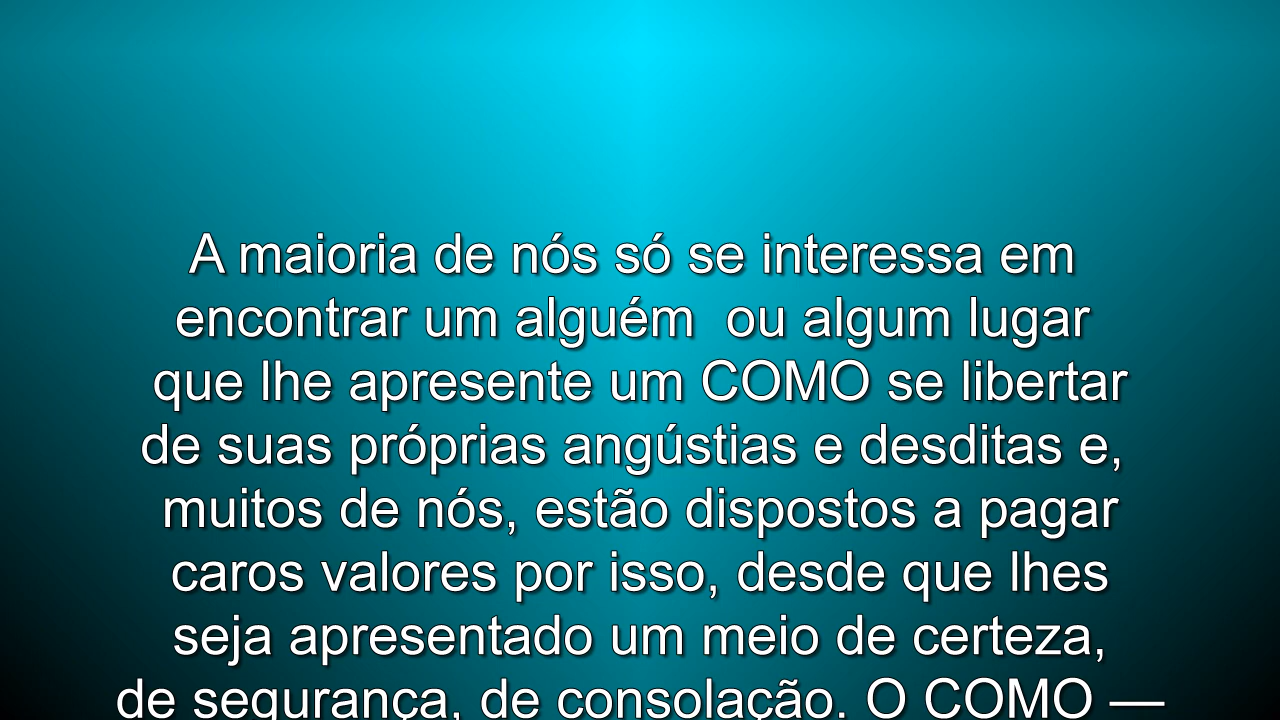 A maioria de nós só se interessa em
encontrar um alguém  ou algum lugar
que lhe apresente um COMO se libertar
de suas próprias angústias e desditas e,
muitos de nós, estão dispostos a pagar
caros valores por isso, desde que lhes
seja apresentado um meio de certeza,
de segurança, de consolação. O COMO —